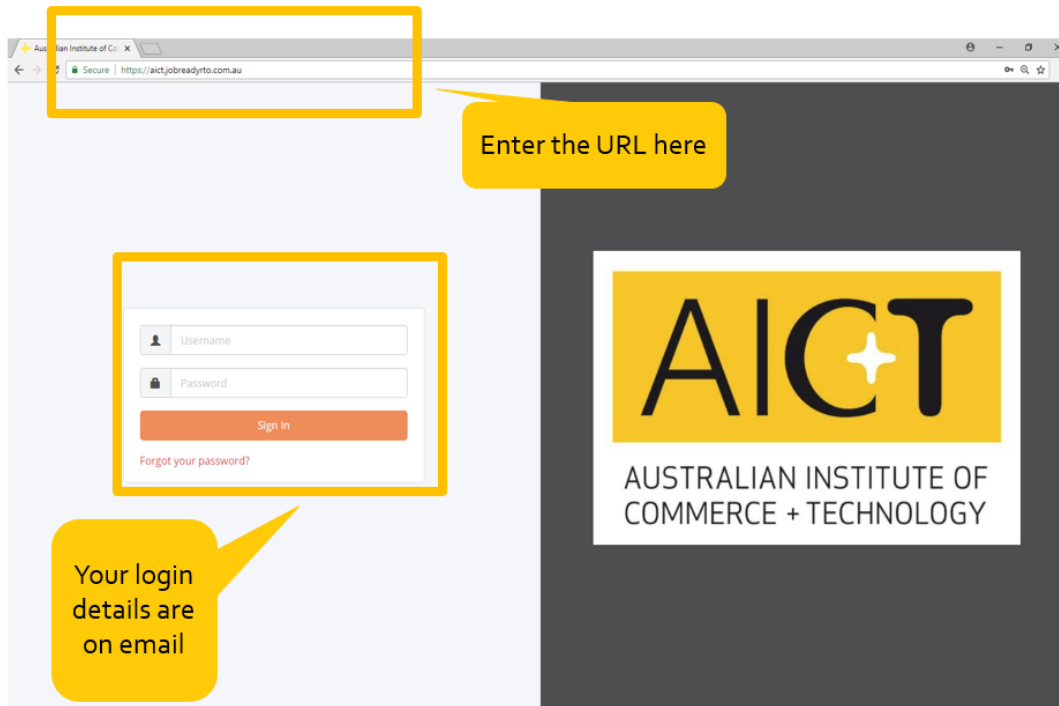 Australian Institute of Co
Secure | https://aict.jobreadyrto.com.au
Enter the URL here
Username
Password
Sign In
Forgot your password?
Your login
details are
on email
AICT
AUSTRALIAN INSTITUTE OF
COMMERCE + TECHNOLOGY